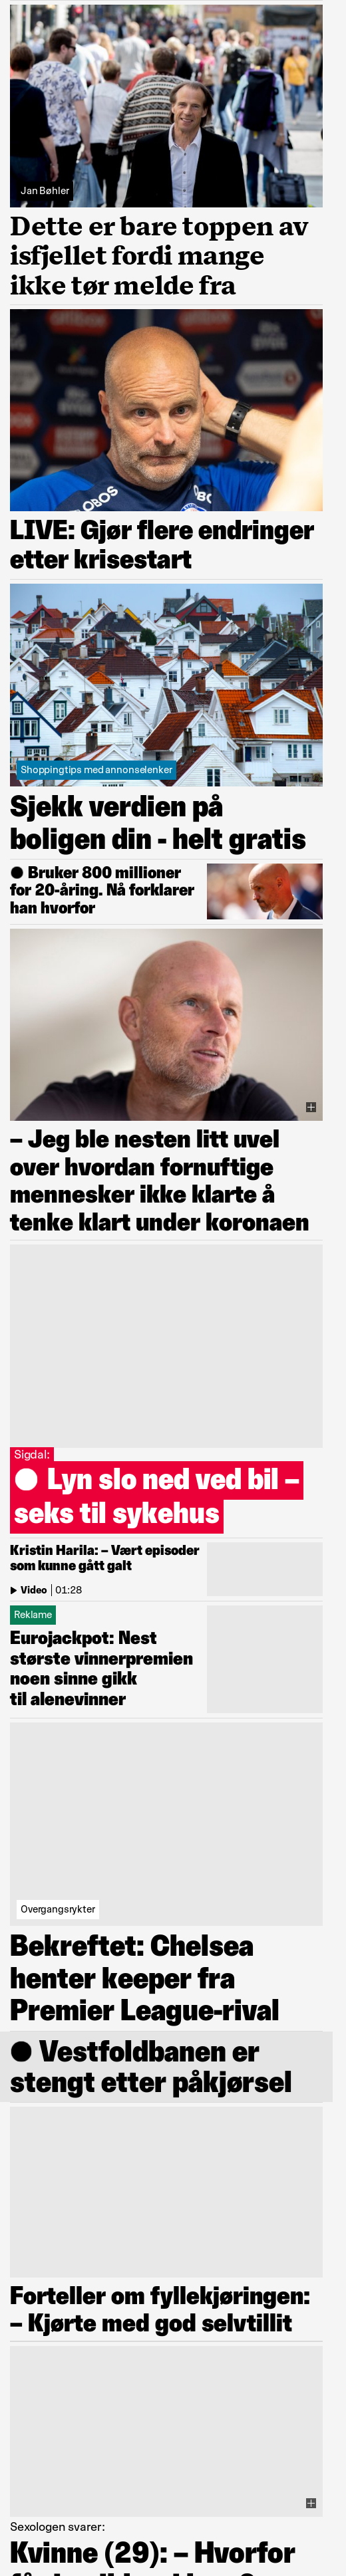 Jan Bøhler
Dette er bare toppen av
isfjellet fordi mange
ikke tør melde fra
LOBOS
LIVE: Gjør flere endringer
etter krisestart
Shoppingtips med annonselenker
Sjekk verdien på
boligen din - helt gratis
Bruker 800 millioner
for 20-åring. Nå forklarer
han hvorfor
– Jeg ble nesten litt uvel
over hvordan fornuftige
mennesker ikke klarte å
tenke klart under koronaen
Sigdal:
Lyn slo ned ved bil –
seks til sykehus
Kristin Harila: – Vært episoder
som kunne gått galt
Video | 01:28
Reklame
Eurojackpot: Nest
største vinnerpremien
noen sinne gikk
til alenevinner
Overgangsrykter
Bekreftet: Chelsea
henter keeper fra
Premier League-rival
Vestfoldbanen er
stengt etter påkjørsel
Forteller om fyllekjøringen:
– Kjørte med god selvtillit
Sexologen svarer:
Kvinne (29): – Hvorfor